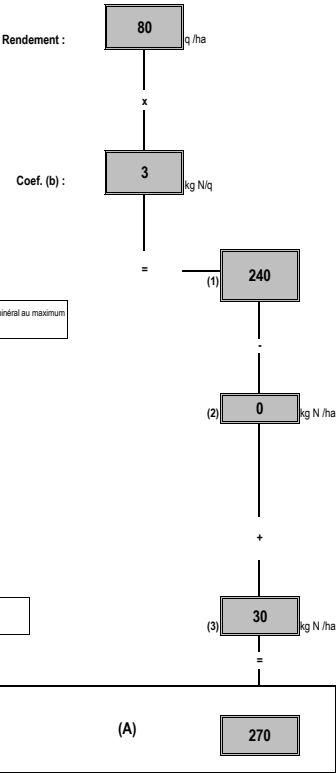 80
Rendement : q /ha
x
3
Coef. (b) : kg N/q
= (1) 240
minéral au maximum
-
(2) 0 kg N /ha
+
(3) 30 kg N /ha
=
(A) 270